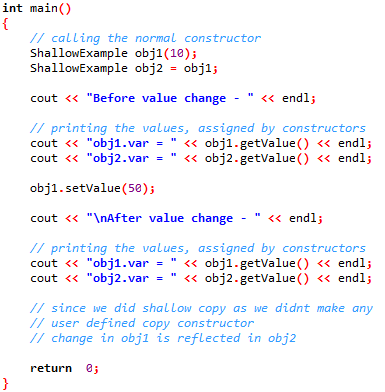 int main()
{
    // calling the normal constructor
    ShallowExample obj1(10);
    ShallowExample obj2 = obj1;

    cout << "Before value change - " << endl;

    // printing the values, assigned by constructors
    cout << "obj1.var = " << obj1.getValue() << endl;
    cout << "obj2.var = " << obj2.getValue() << endl;

    obj1.setValue(50);

    cout << "\nAfter value change - " << endl;

    // printing the values, assigned by constructors
    cout << "obj1.var = " << obj1.getValue() << endl;
    cout << "obj2.var = " << obj2.getValue() << endl;

    // since we did shallow copy as we didnt make any
    // user defined copy constructor
    // change in obj1 is reflected in obj2

    return  0;
}